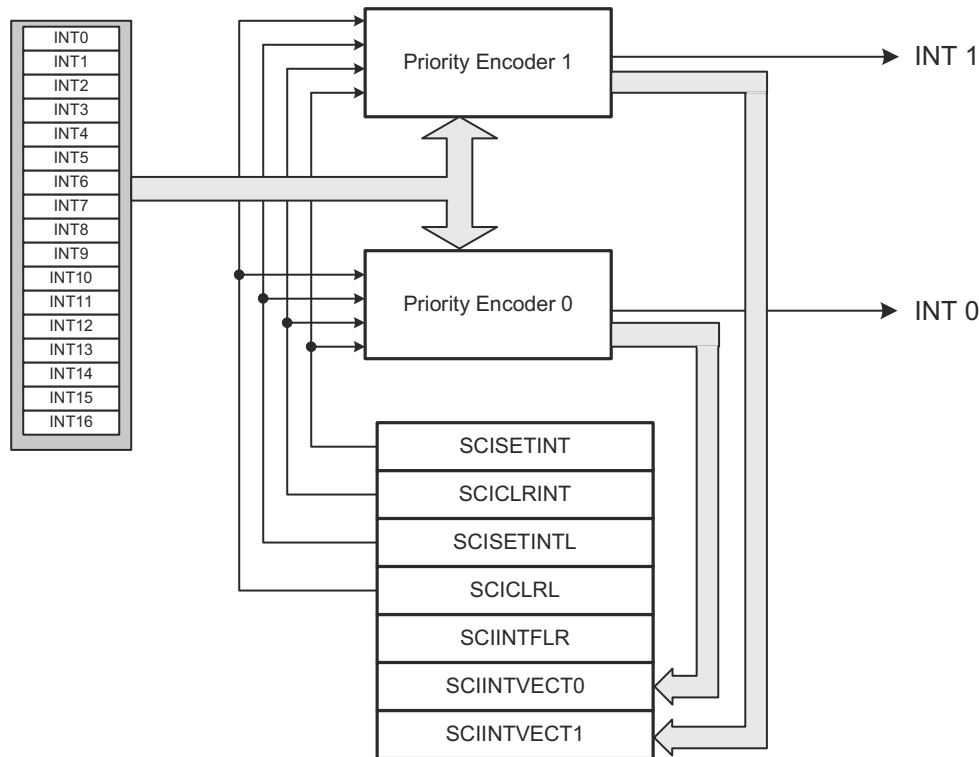 INT0
INT1
INT2
INT3
INT4
INT5
INT6
INT7
INT8
INT9
INT10
INT11
INT12
INT13
INT14
INT15
INT16
Priority Encoder 1
INT 1
Priority Encoder 0
INT 0
SCISETINT
SCICLRINT
SCISETINTL
SCICLRL
SCIINTFLR
SCIINTVECT0
SCIINTVECT1